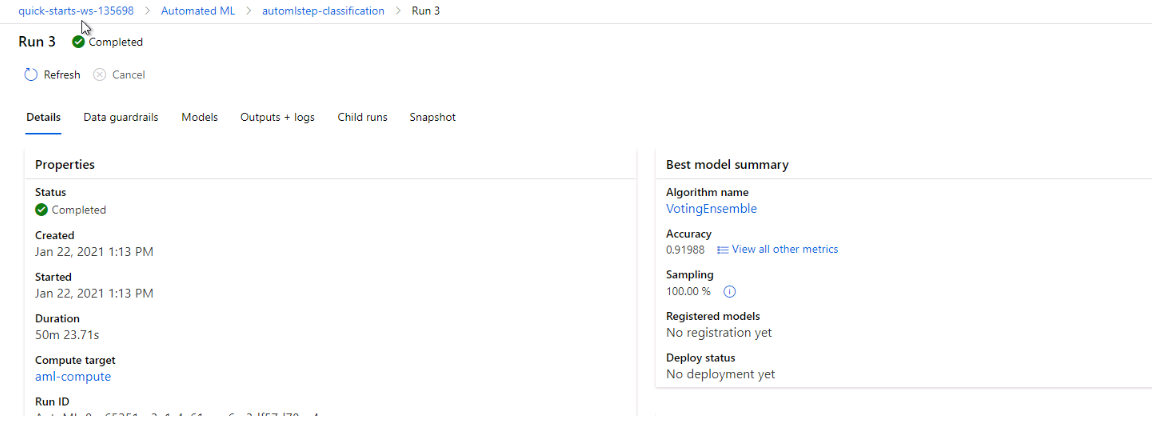 quick-starts-ws-135698 > Automated ML > automlstep-classification > Run 3
Run 3 Completed
Refresh Cancel
Details Data guardrails Models Outputs + logs Child runs Snapshot
Properties
Status
Completed
Created
Jan 22, 2021 1:13 PM
Started
Jan 22, 2021 1:13 PM
Duration
50m 23.71s
Compute target
aml-compute
Run ID
Best model summary
Algorithm name
VotingEnsemble
Accuracy
0.91988 View all other metrics
Sampling
100.00 %
Registered models
No registration yet
Deploy status
No deployment yet